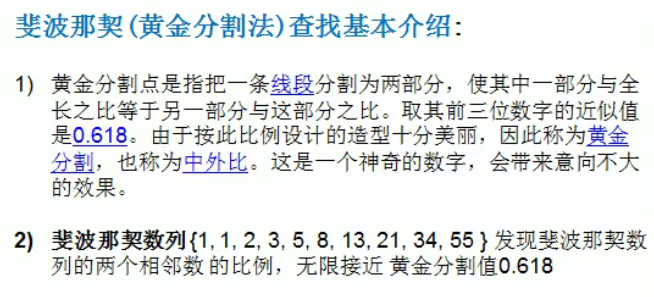 斐波那契(黄金分割法)查找基本介绍:
1) 黄金分割点是指把一条线段分割为两部分，使其中一部分与全
长之比等于另一部分与这部分之比。取其前三位数字的近似值
是0.618。由于按此比例设计的造型十分美丽，因此称为黄金
分割，也称为中外比。这是一个神奇的数字，会带来意向不大
的效果。
2) 斐波那契数列{1, 1, 2, 3, 5, 8, 13, 21, 34, 55 } 发现斐波那契数
列的两个相邻数 的比例，无限接近 黄金分割值0.618